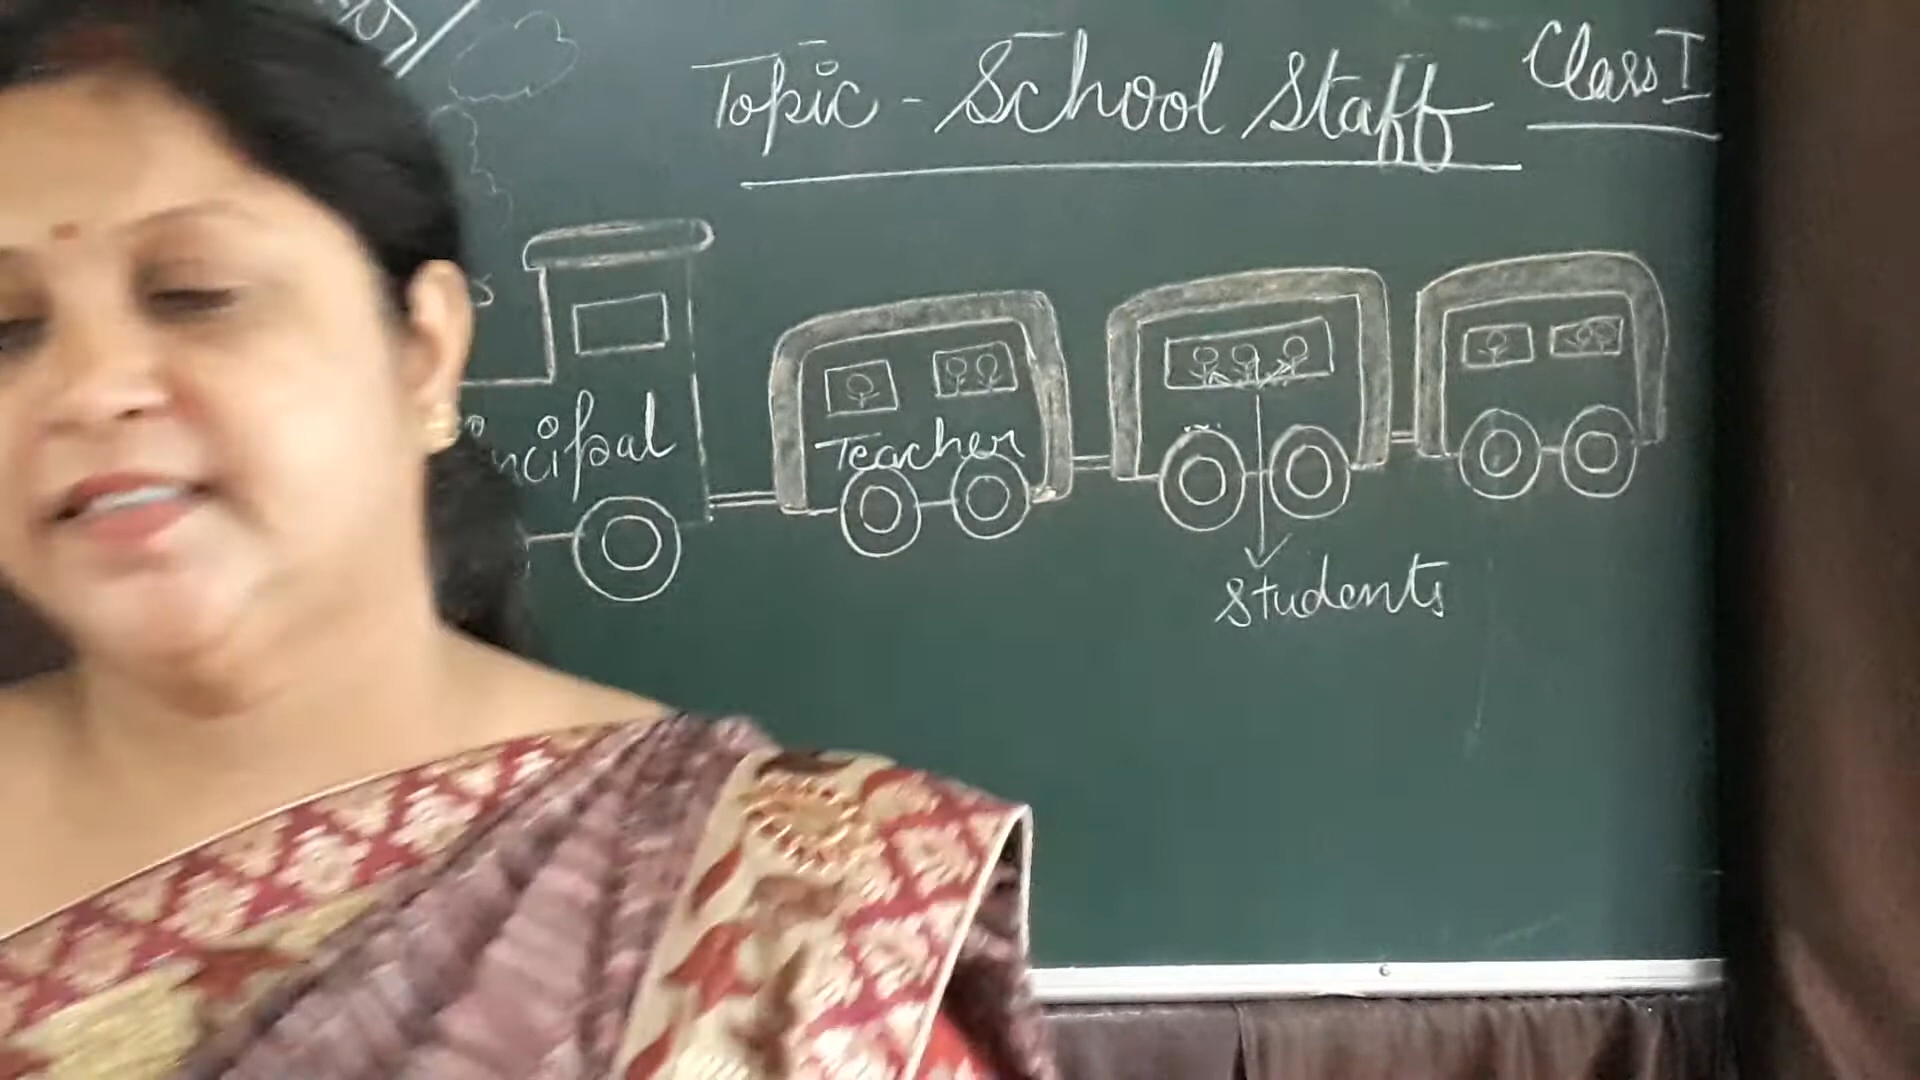 Topic - School Staff
Class I
Teacher
students